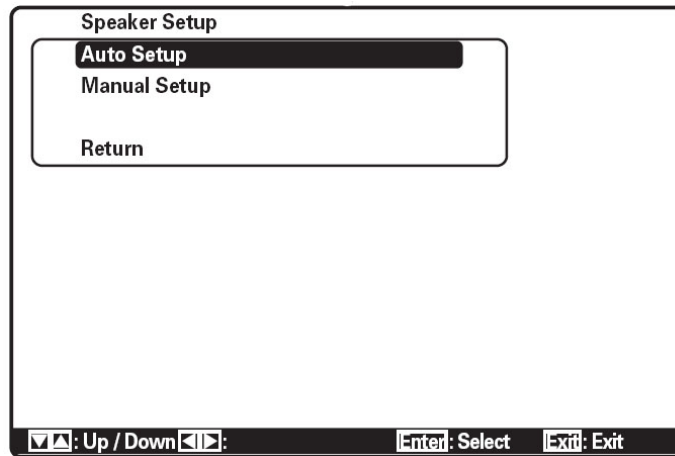 Speaker Setup
Auto Setup
Manual Setup
Return
▼▲: Up / Down ◀▶: Enter: Select Exit: Exit